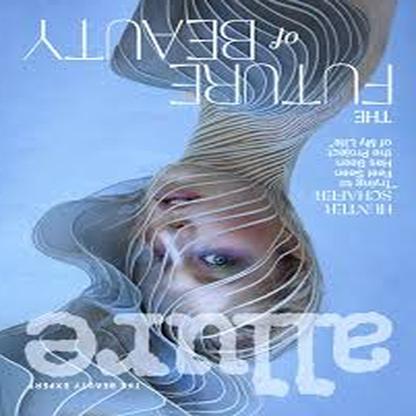 allure
THE BEAUTY EXPERT
HUNTER
SCHAFER
"Trying to
Feel Seen
Has Been
the Project
of My Life"
THE
FUTURE
of BEAUTY